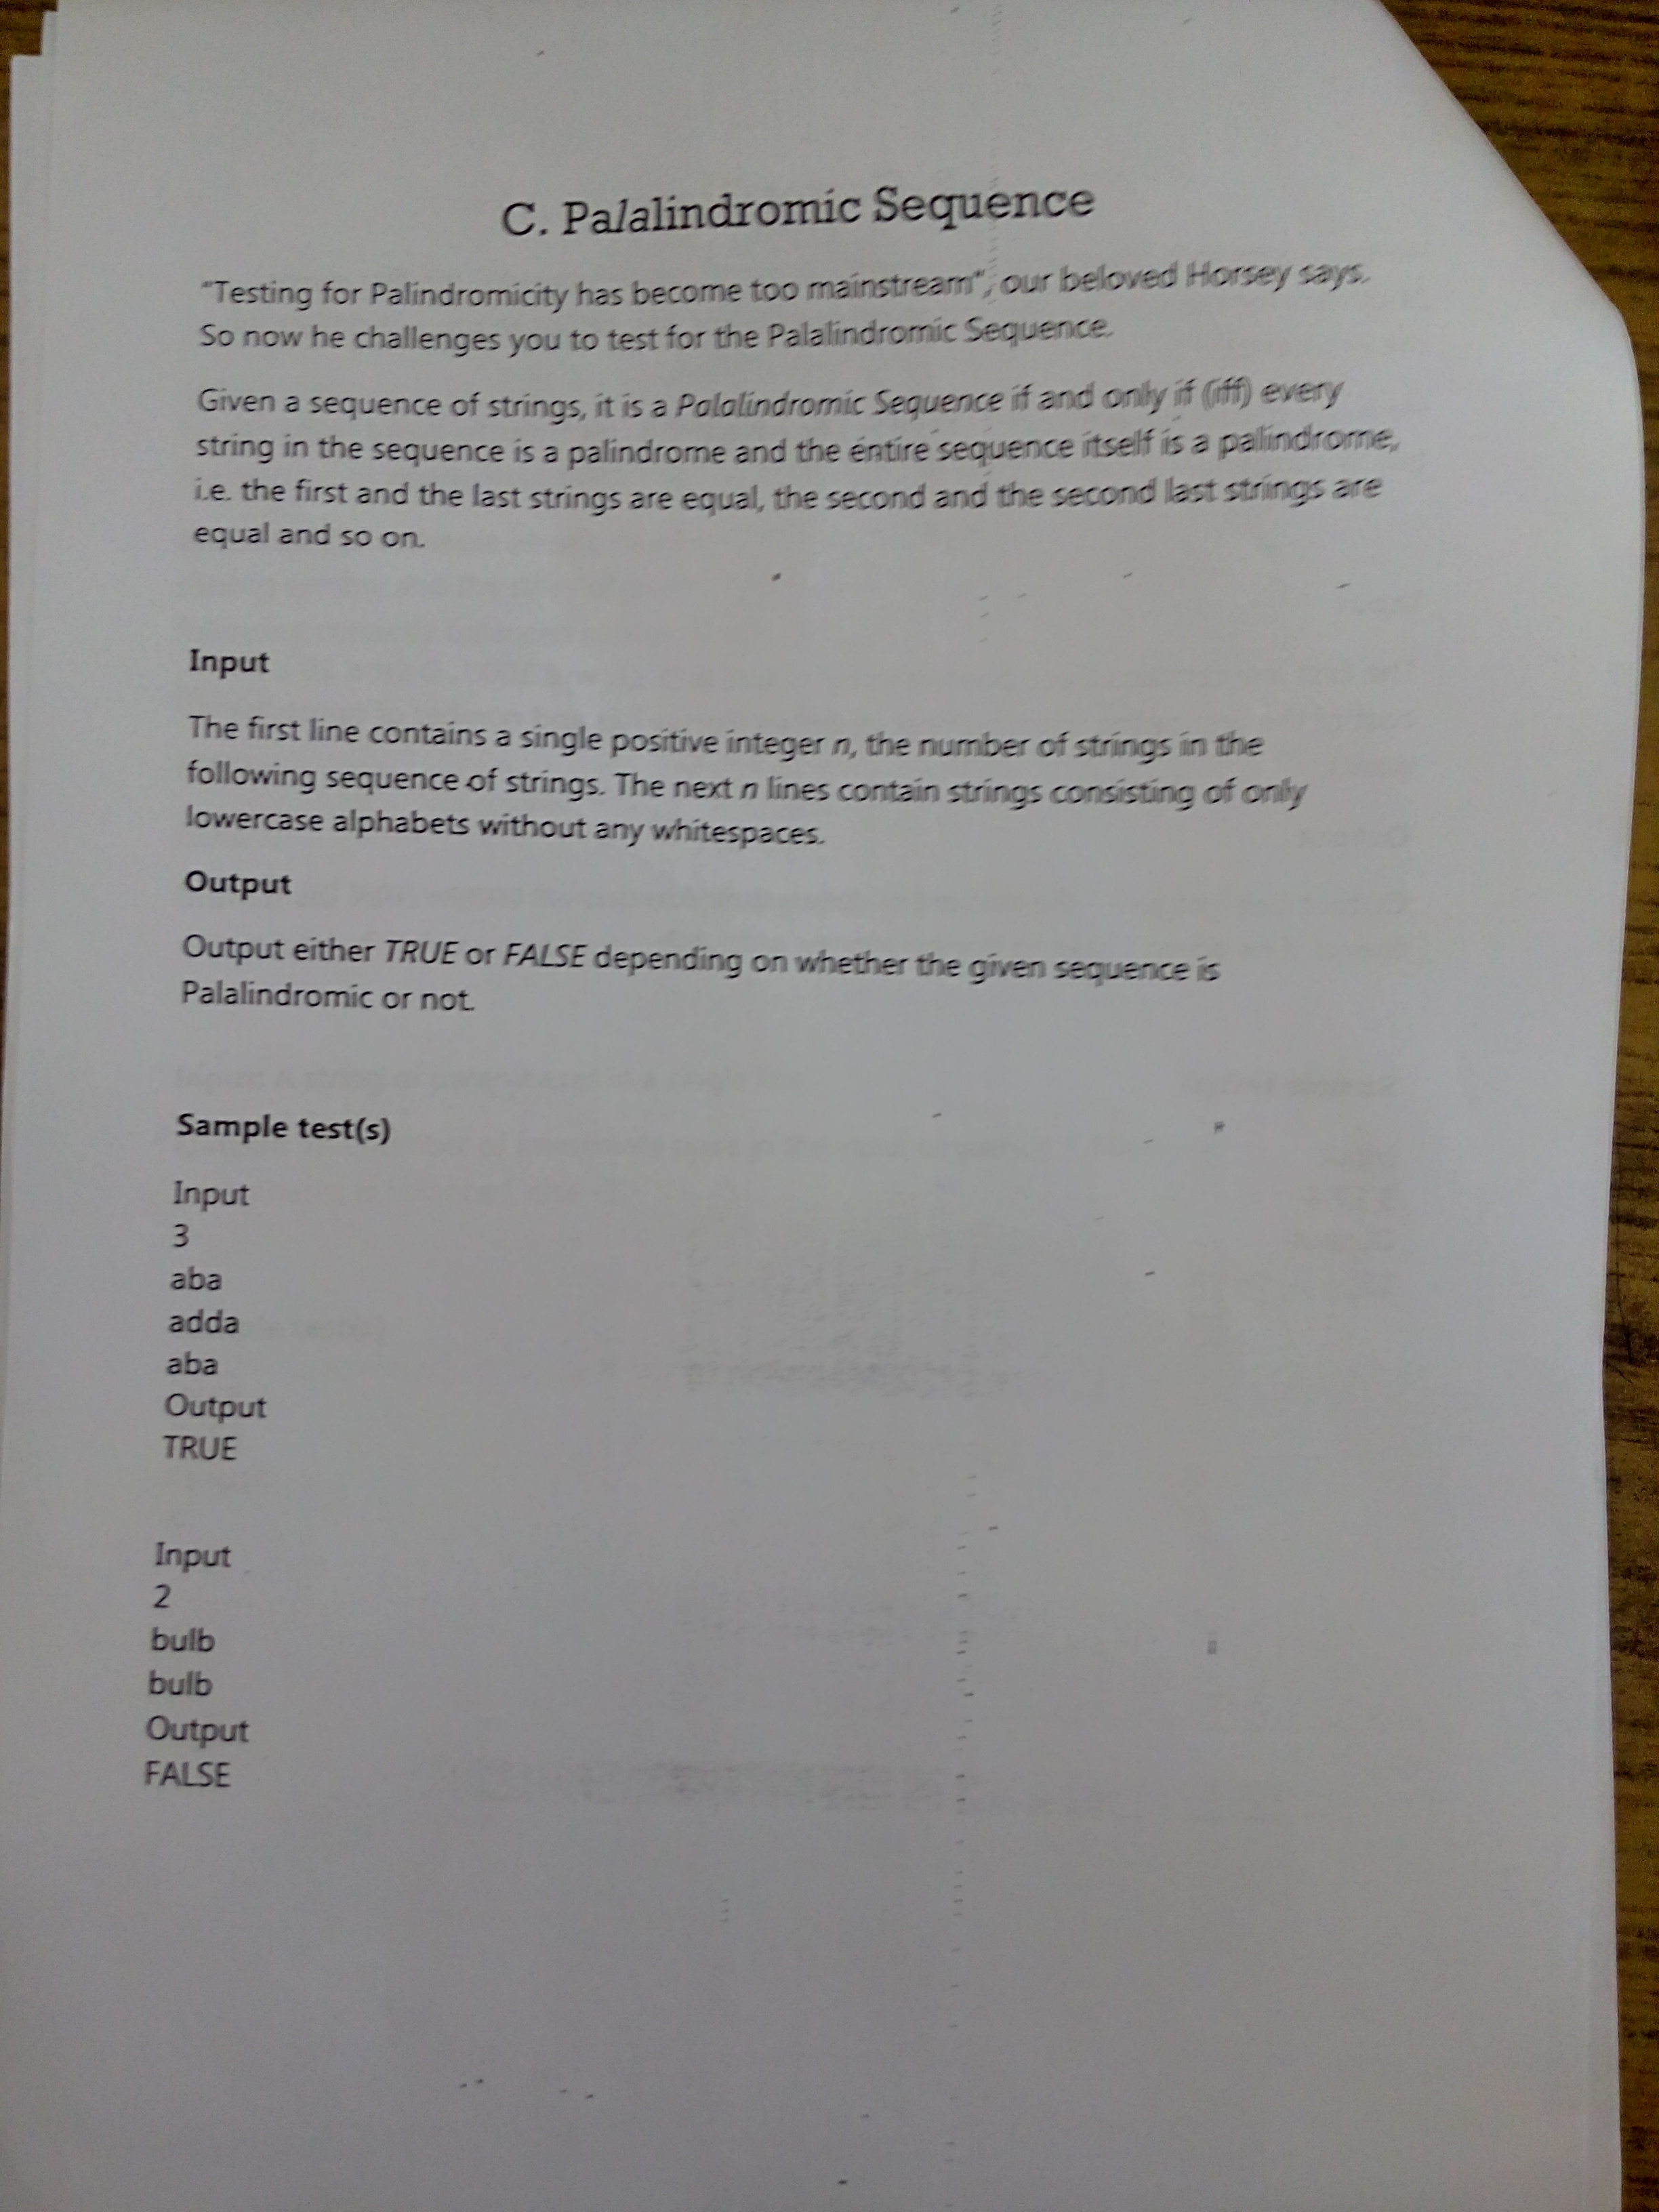 C. Palalindromic Sequence
"Testing for Palindromicity has become too mainstream", our beloved Horsey says.
So now he challenges you to test for the Palalindromic Sequence.
Given a sequence of strings, it is a Palalindromic Sequence if and only if (iff) every
string in the sequence is a palindrome and the entire sequence itself is a palindrome,
i.e. the first and the last strings are equal, the second and the second last strings are
equal and so on.
Input
The first line contains a single positive integer n, the number of strings in the
following sequence of strings. The next n lines contain strings consisting of only
lowercase alphabets without any whitespaces.
Output
Output either TRUE or FALSE depending on whether the given sequence is
Palalindromic or not.
Sample test(s)
Input
3
aba
adda
aba
Output
TRUE
Input
2
bulb
bulb
Output
FALSE